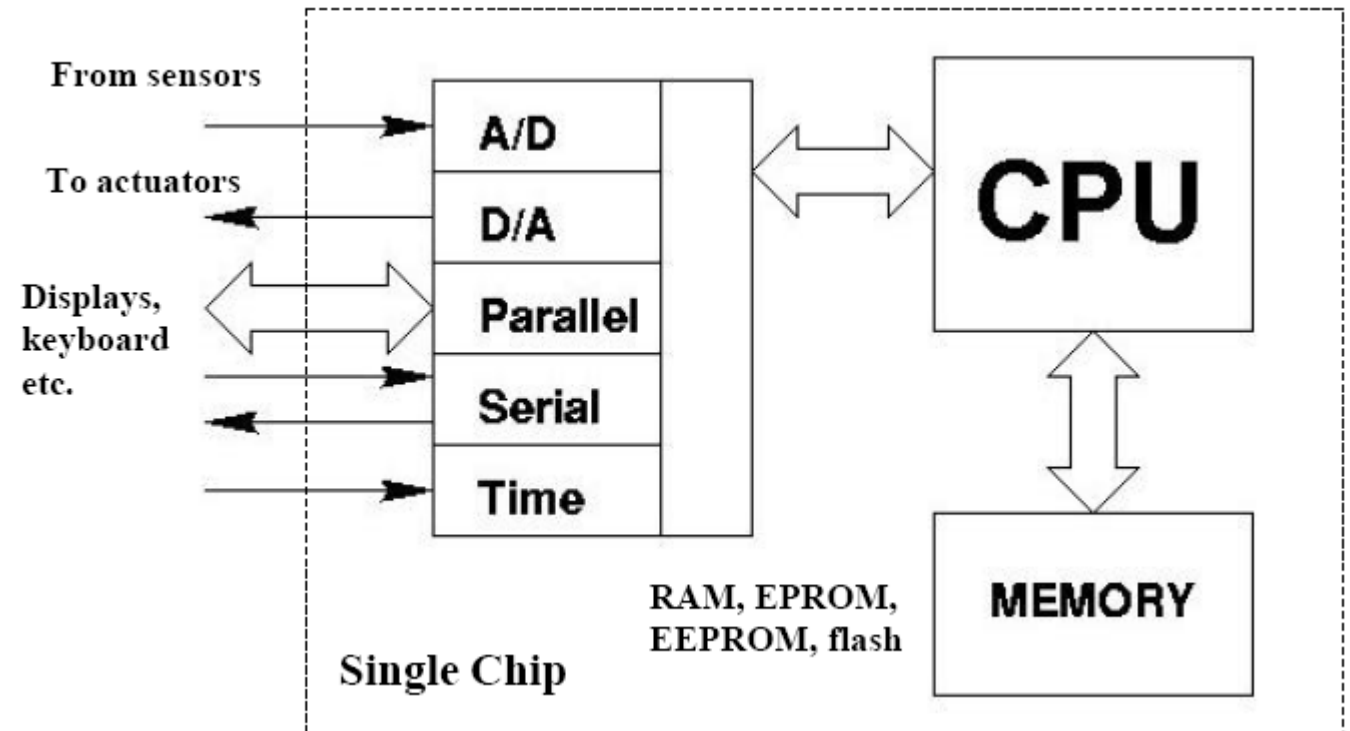 From sensors
To actuators
Displays,
keyboard
etc.
A/D
D/A
Parallel
Serial
Time
CPU
MEMORY
RAM, EPROM,
EEPROM, flash
Single Chip